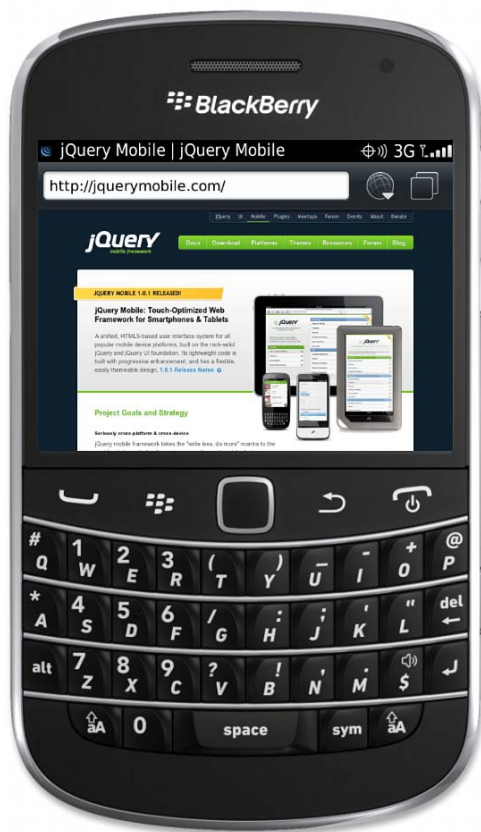 BlackBerry
jQuery Mobile | jQuery Mobile 3G
http://jquerymobile.com/
jQuery UI Mobile Plugins Meetups Forum Events About Donate
jQuery
mobile framework
Docs Download Platforms Themes Resources Forum Blog
JQUERY MOBILE 1.0.1 RELEASED!
jQuery Mobile: Touch-Optimized Web
Framework for Smartphones & Tablets
A unified, HTML5-based user interface system for all
popular mobile device platforms, built on the rock-solid
jQuery and jQuery UI foundation. Its lightweight code is
built with progressive enhancement, and has a flexible,
easily themeable design. 1.0.1 Release Notes
jQuery
Project Goals and Strategy
Seriously cross-platform & cross-device
jQuery mobile framework takes the "write less, do more" mantra to the
# 1 2 3 ( ) _ - + @
Q W E R T Y U I O P
* 4 5 6 / : ; ' " del
A S D F G H J K L
alt 7 8 9 ? ! , .
Z X C V B N M $
aA 0 space sym aA